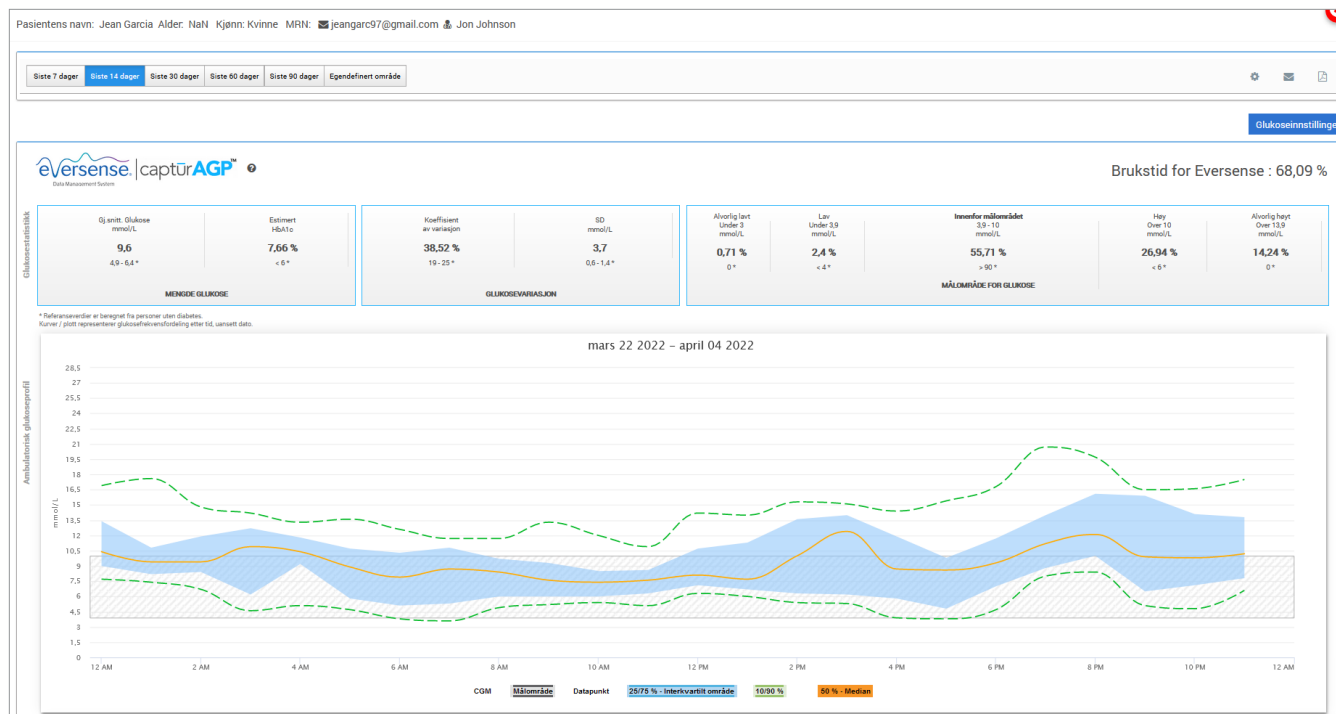 Pasientens navn: Jean Garcia Alder: NaN Kjønn: Kvinne MRN: jeangarc97@gmail.com Jon Johnson
Siste 7 dager Siste 14 dager Siste 30 dager Siste 60 dager Siste 90 dager Egendefinert område
Glukoseinnstillinge
eversense. | captūrAGP™
Data Management System
Brukstid for Eversense : 68,09 %
Glukosestatistikk
Gj.snitt. Glukose
mmol/L
9,6
4,9 - 6,4 *
Estimert
HbA1c
7,66 %
< 6 *
MENGDE GLUKOSE
Koeffisient
av variasjon
38,52 %
19 - 25 *
SD
mmol/L
3,7
0,6 - 1,4 *
GLUKOSEVARIASJON
Alvorlig lavt
Under 3
mmol/L
0,71 %
0 *
Lav
Under 3,9
mmol/L
2,4 %
< 4 *
Innenfor målområdet
3,9 - 10
mmol/L
55,71 %
> 90 *
Høy
Over 10
mmol/L
26,94 %
< 6 *
Alvorlig høyt
Over 13,9
mmol/L
14,24 %
0 *
MÅLOMRÅDE FOR GLUKOSE
* Referanseverdier er beregnet fra personer uten diabetes.
Kurver / plott representerer glukosefrekvensfordeling etter tid, uansett dato.
Ambulatorisk glukoseprofil
mars 22 2022 – april 04 2022
mmol/L
28,5
27
25,5
24
22,5
21
19,5
18
16,5
15
13,5
12
10,5
9
7,5
6
4,5
3
1,5
0
12 AM 2 AM 4 AM 6 AM 8 AM 10 AM 12 PM 2 PM 4 PM 6 PM 8 PM 10 PM 12 AM
CGM Målområde Datapunkt 25/75 % - Interkvartilt område 10/90 % 50 % - Median